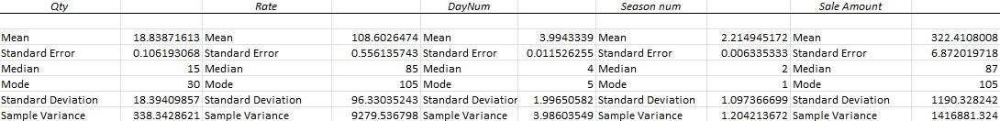 Qty Rate DayNum Season num Sale Amount
Mean 18.83871613 Mean 108.6026474 Mean 3.9943339 Mean 2.214945172 Mean 322.4108008
Standard Error 0.106193068 Standard Error 0.556135743 Standard Error 0.011526255 Standard Error 0.006335333 Standard Error 6.872019718
Median 15 Median 85 Median 4 Median 2 Median 87
Mode 30 Mode 105 Mode 5 Mode 1 Mode 105
Standard Deviation 18.39409857 Standard Deviation 96.33035243 Standard Deviation 1.99650582 Standard Deviation 1.097366699 Standard Deviation 1190.328242
Sample Variance 338.3428621 Sample Variance 9279.536798 Sample Variance 3.98603549 Sample Variance 1.204213672 Sample Variance 1416881.324